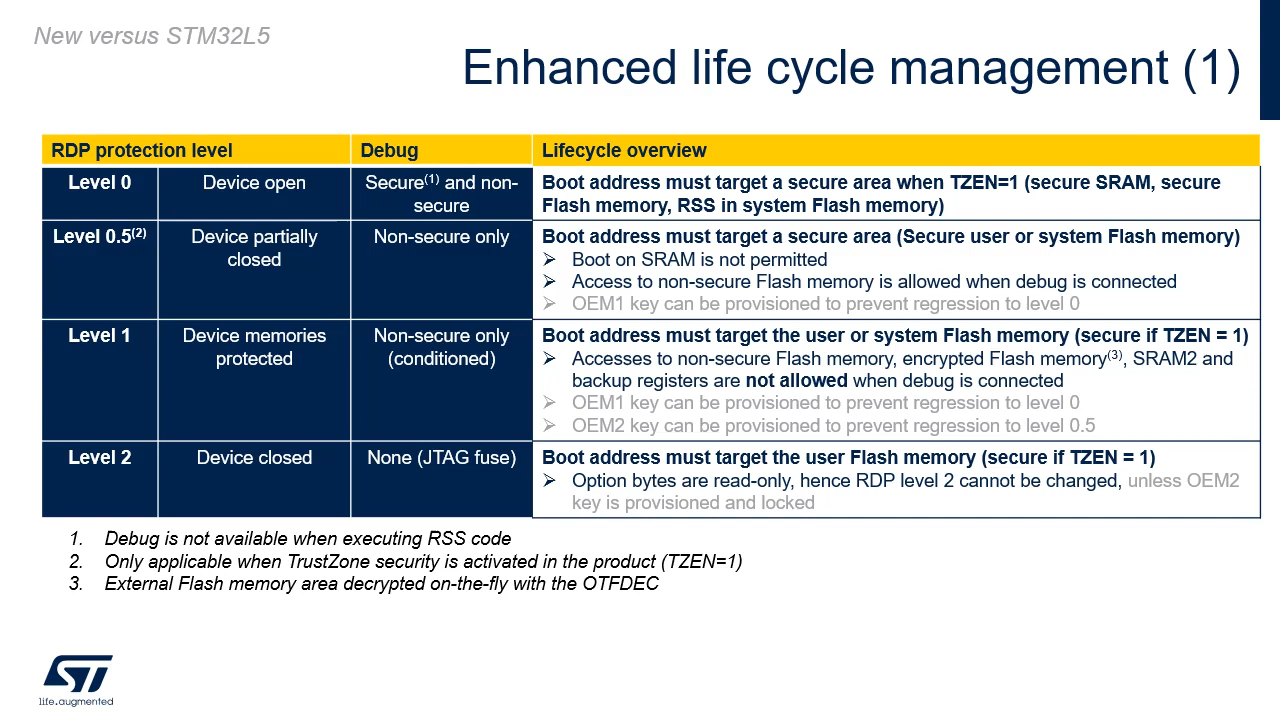 New versus STM32L5
Enhanced life cycle management (1)
RDP protection level
Debug
Lifecycle overview
Level 0
Device open
Secure(1) and non-
secure
Boot address must target a secure area when TZEN=1 (secure SRAM, secure
Flash memory, RSS in system Flash memory)
Level 0.5(2)
Device partially
closed
Non-secure only
Boot address must target a secure area (Secure user or system Flash memory)
➢ Boot on SRAM is not permitted
➢ Access to non-secure Flash memory is allowed when debug is connected
➢ OEM1 key can be provisioned to prevent regression to level 0
Level 1
Device memories
protected
Non-secure only
(conditioned)
Boot address must target the user or system Flash memory (secure if TZEN = 1)
➢ Accesses to non-secure Flash memory, encrypted Flash memory(3), SRAM2 and
backup registers are not allowed when debug is connected
➢ OEM1 key can be provisioned to prevent regression to level 0
➢ OEM2 key can be provisioned to prevent regression to level 0.5
Level 2
Device closed
None (JTAG fuse)
Boot address must target the user Flash memory (secure if TZEN = 1)
➢ Option bytes are read-only, hence RDP level 2 cannot be changed, unless OEM2
key is provisioned and locked
1. Debug is not available when executing RSS code
2. Only applicable when TrustZone security is activated in the product (TZEN=1)
3. External Flash memory area decrypted on-the-fly with the OTFDEC
ST
life.augmented